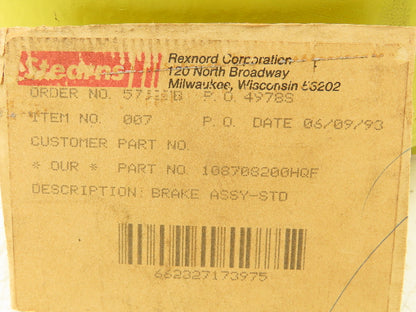 Stearns
Rexnord Corporation
120 North Broadway
Milwaukee, Wisconsin 53202
ORDER NO. P.O. 4978S
ITEM NO. 007 P.O. DATE 06/09/93
CUSTOMER PART NO.
* OUR * PART NO. 108708200HQF
DESCRIPTION: BRAKE ASSY-STD
662327173975